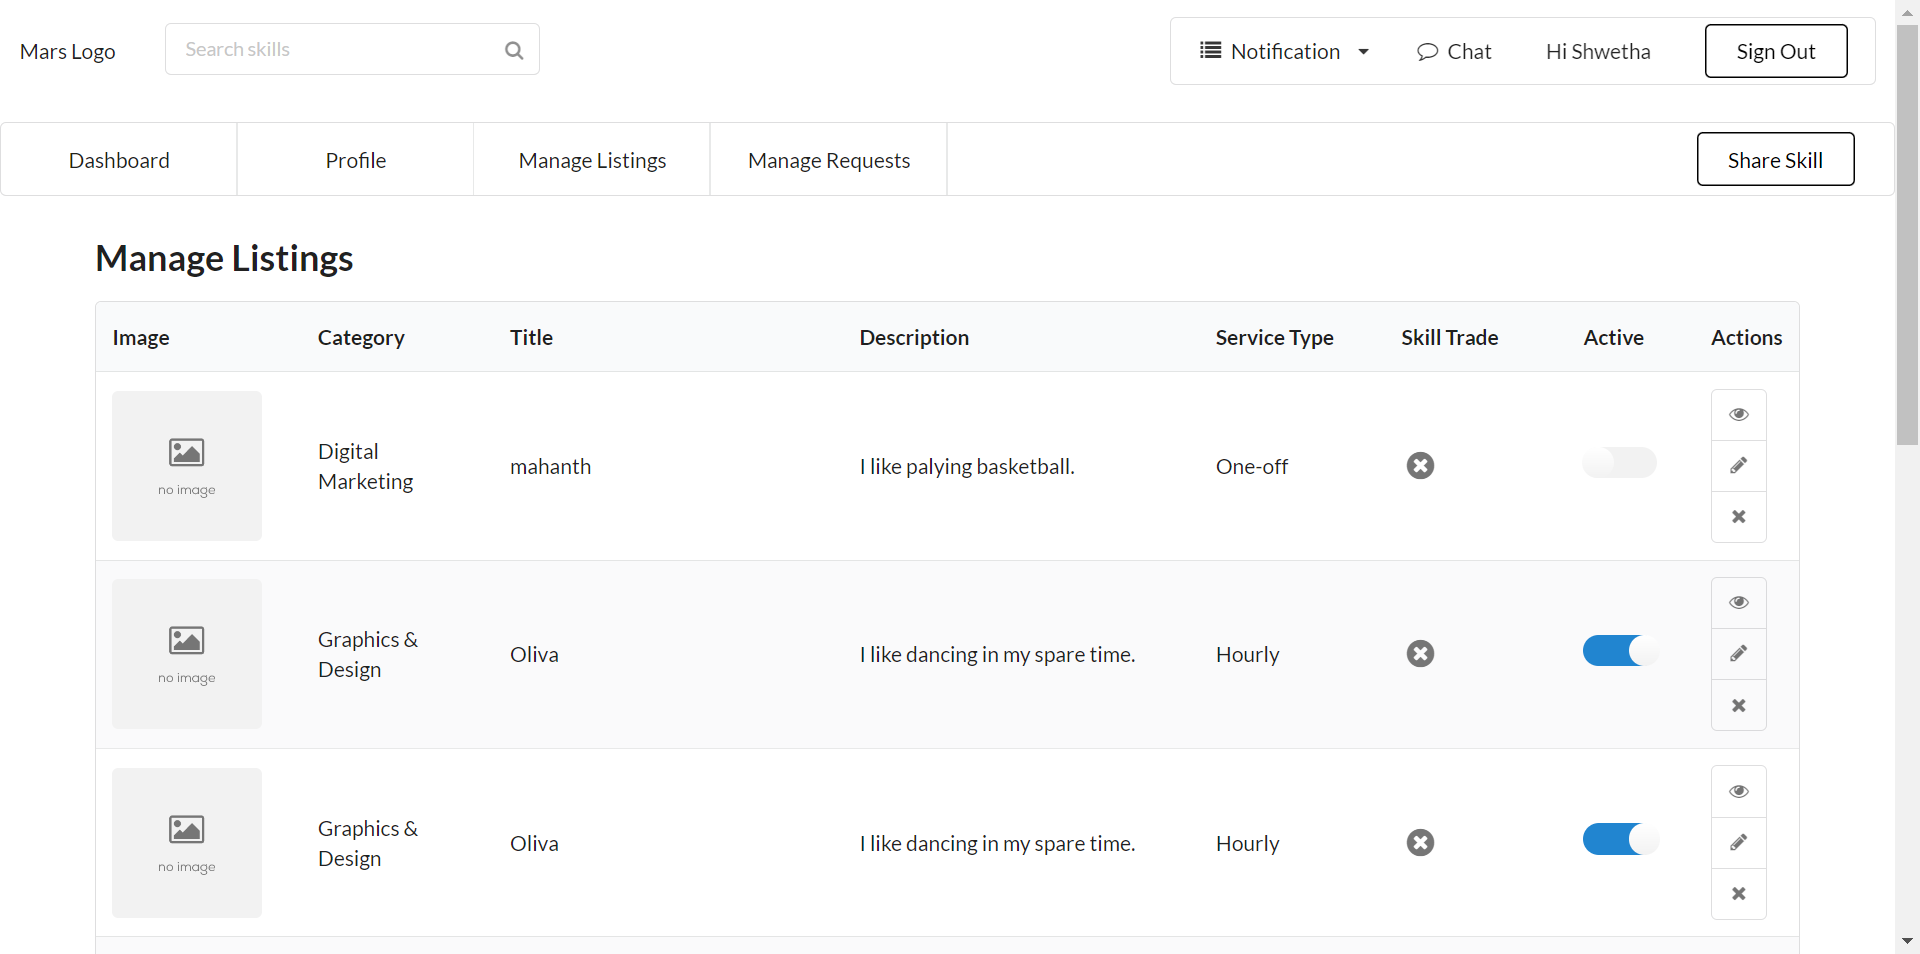 Mars Logo
Search skills
Notification
Chat
Hi Shwetha
Sign Out
Dashboard
Profile
Manage Listings
Manage Requests
Share Skill
Manage Listings
Image
Category
Title
Description
Service Type
Skill Trade
Active
Actions
no image
Digital
Marketing
mahanth
I like palying basketball.
One-off
no image
Graphics &
Design
Oliva
I like dancing in my spare time.
Hourly
no image
Graphics &
Design
Oliva
I like dancing in my spare time.
Hourly